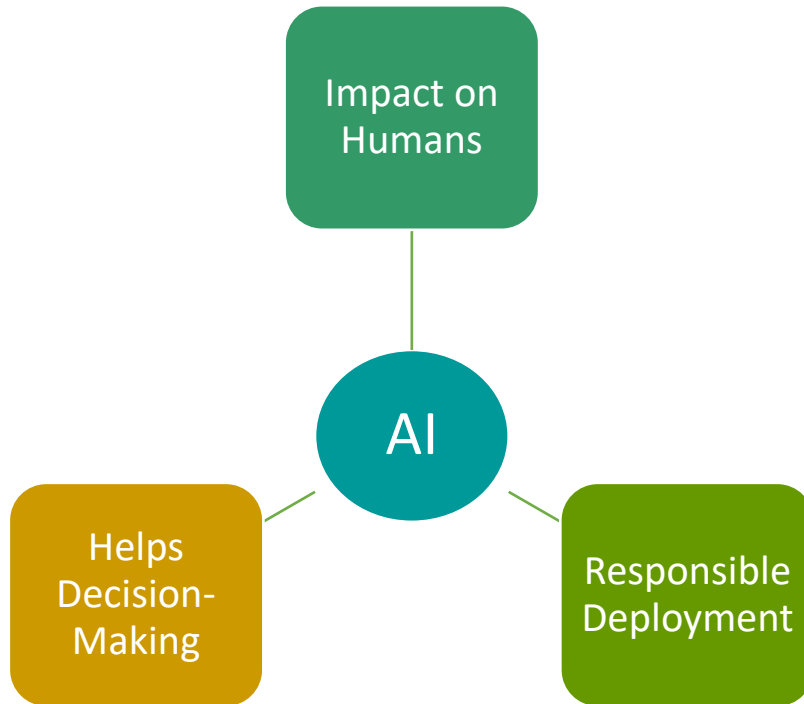 Impact on
Humans
AI
Helps
Decision-
Making
Responsible
Deployment